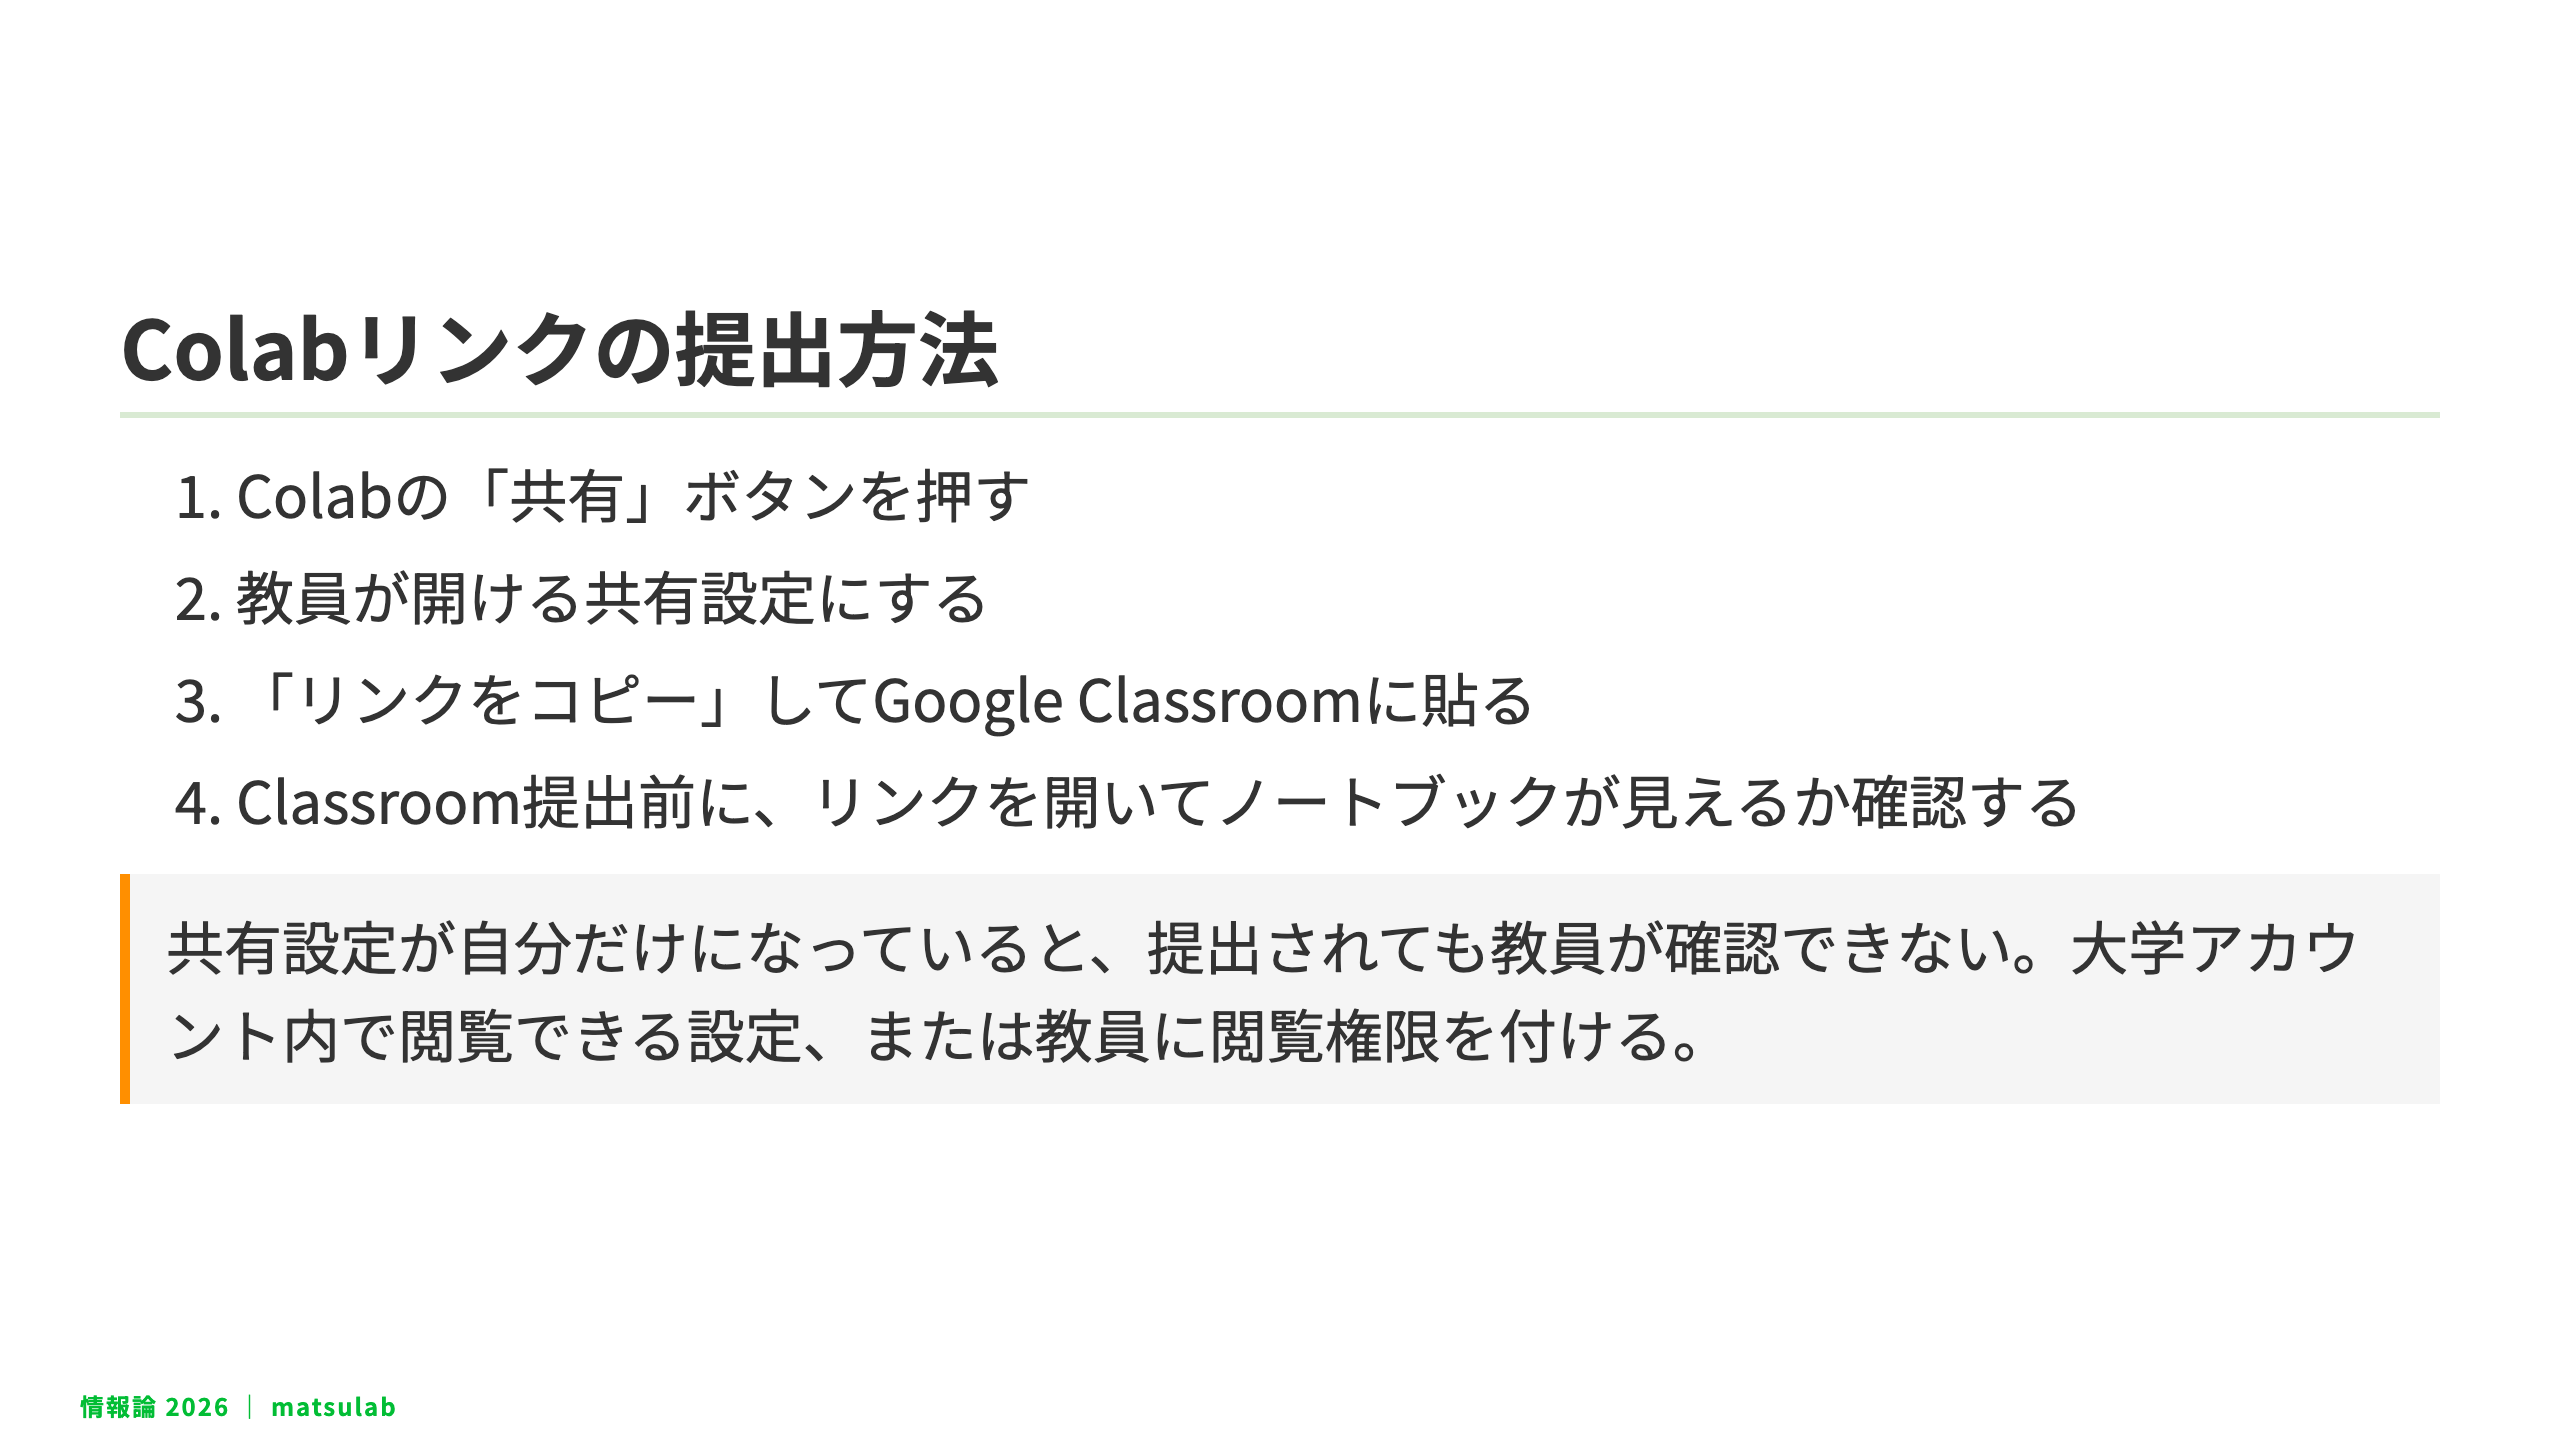 Colabリンクの提出方法
1. Colabの「共有」ボタンを押す
2. 教員が開ける共有設定にする
3. 「リンクをコピー」してGoogle Classroomに貼る
4. Classroom提出前に、リンクを開いてノートブックが見えるか確認する
共有設定が自分だけになっていると、提出されても教員が確認できない。大学アカウ
ント内で閲覧できる設定、または教員に閲覧権限を付ける。
情報論 2026 ｜ matsulab